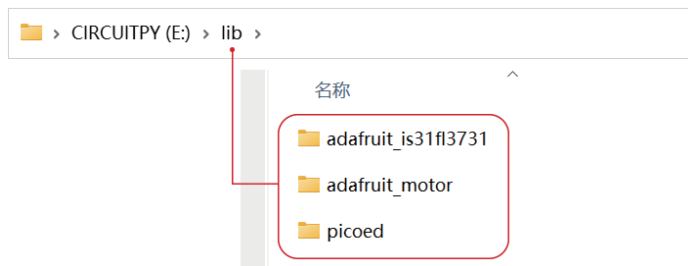 CIRCUITPY (E:) > lib >
名称
adafruit_is31fl3731
adafruit_motor
picoed